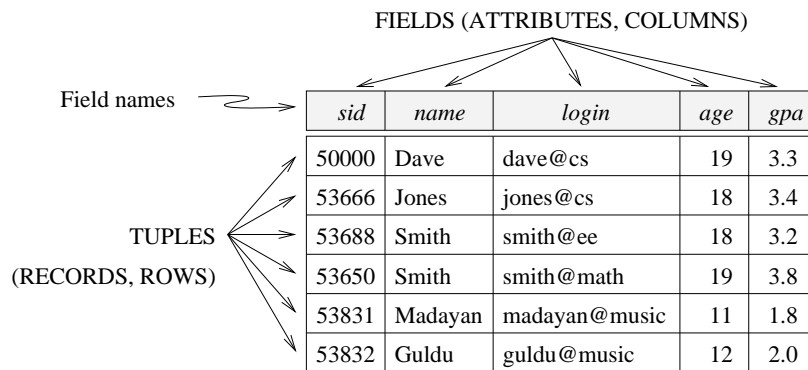 FIELDS (ATTRIBUTES, COLUMNS)
Field names
sid name login age gpa
50000 Dave dave@cs 19 3.3
53666 Jones jones@cs 18 3.4
TUPLES
53688 Smith smith@ee 18 3.2
(RECORDS, ROWS)
53650 Smith smith@math 19 3.8
53831 Madayan madayan@music 11 1.8
53832 Guldu guldu@music 12 2.0